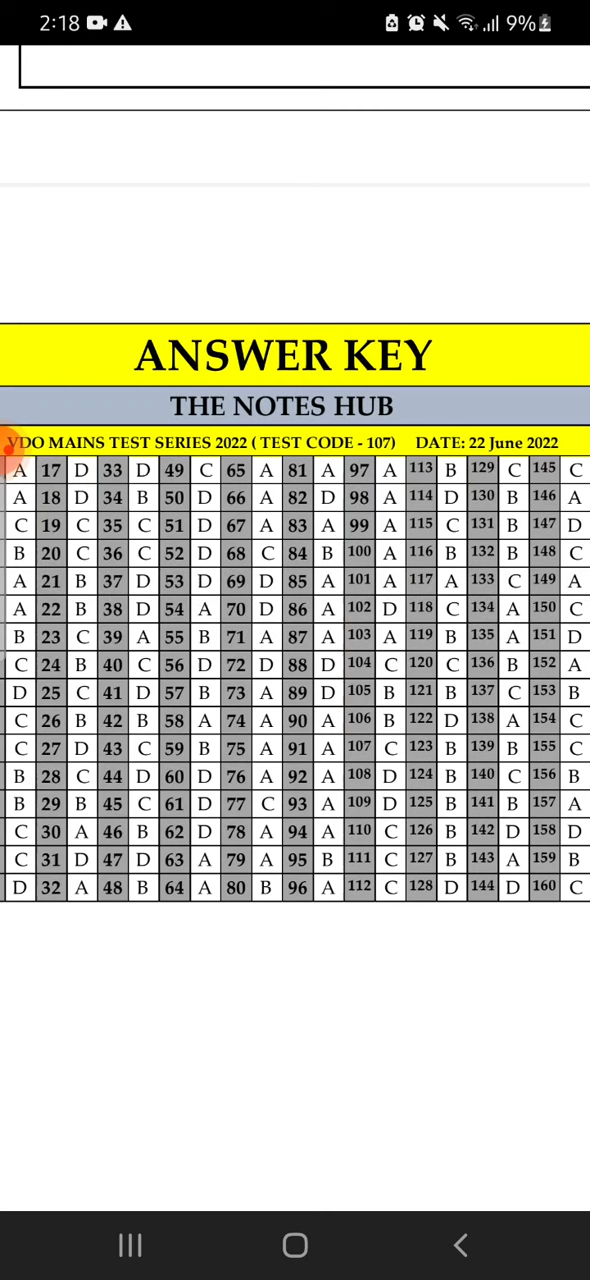 2:18 9%
ANSWER KEY
THE NOTES HUB
VDO MAINS TEST SERIES 2022 ( TEST CODE - 107) DATE: 22 June 2022
A 17 D 33 D 49 C 65 A 81 A 97 A 113 B 129 C 145 C
A 18 D 34 B 50 D 66 A 82 D 98 A 114 D 130 B 146 A
C 19 C 35 C 51 D 67 A 83 A 99 A 115 C 131 B 147 D
B 20 C 36 C 52 D 68 C 84 B 100 A 116 B 132 B 148 C
A 21 B 37 D 53 D 69 D 85 A 101 A 117 A 133 C 149 A
A 22 B 38 D 54 A 70 D 86 A 102 D 118 C 134 A 150 C
B 23 C 39 A 55 B 71 A 87 A 103 A 119 B 135 A 151 D
C 24 B 40 C 56 D 72 D 88 D 104 C 120 C 136 B 152 A
D 25 C 41 D 57 B 73 A 89 D 105 B 121 B 137 C 153 B
C 26 B 42 B 58 A 74 A 90 A 106 B 122 D 138 A 154 C
C 27 D 43 C 59 B 75 A 91 A 107 C 123 B 139 B 155 C
B 28 C 44 D 60 D 76 A 92 A 108 D 124 B 140 C 156 B
B 29 B 45 C 61 D 77 C 93 A 109 D 125 B 141 B 157 A
C 30 A 46 B 62 D 78 A 94 A 110 C 126 B 142 D 158 D
C 31 D 47 D 63 A 79 A 95 B 111 C 127 B 143 A 159 B
D 32 A 48 B 64 A 80 B 96 A 112 C 128 D 144 D 160 C